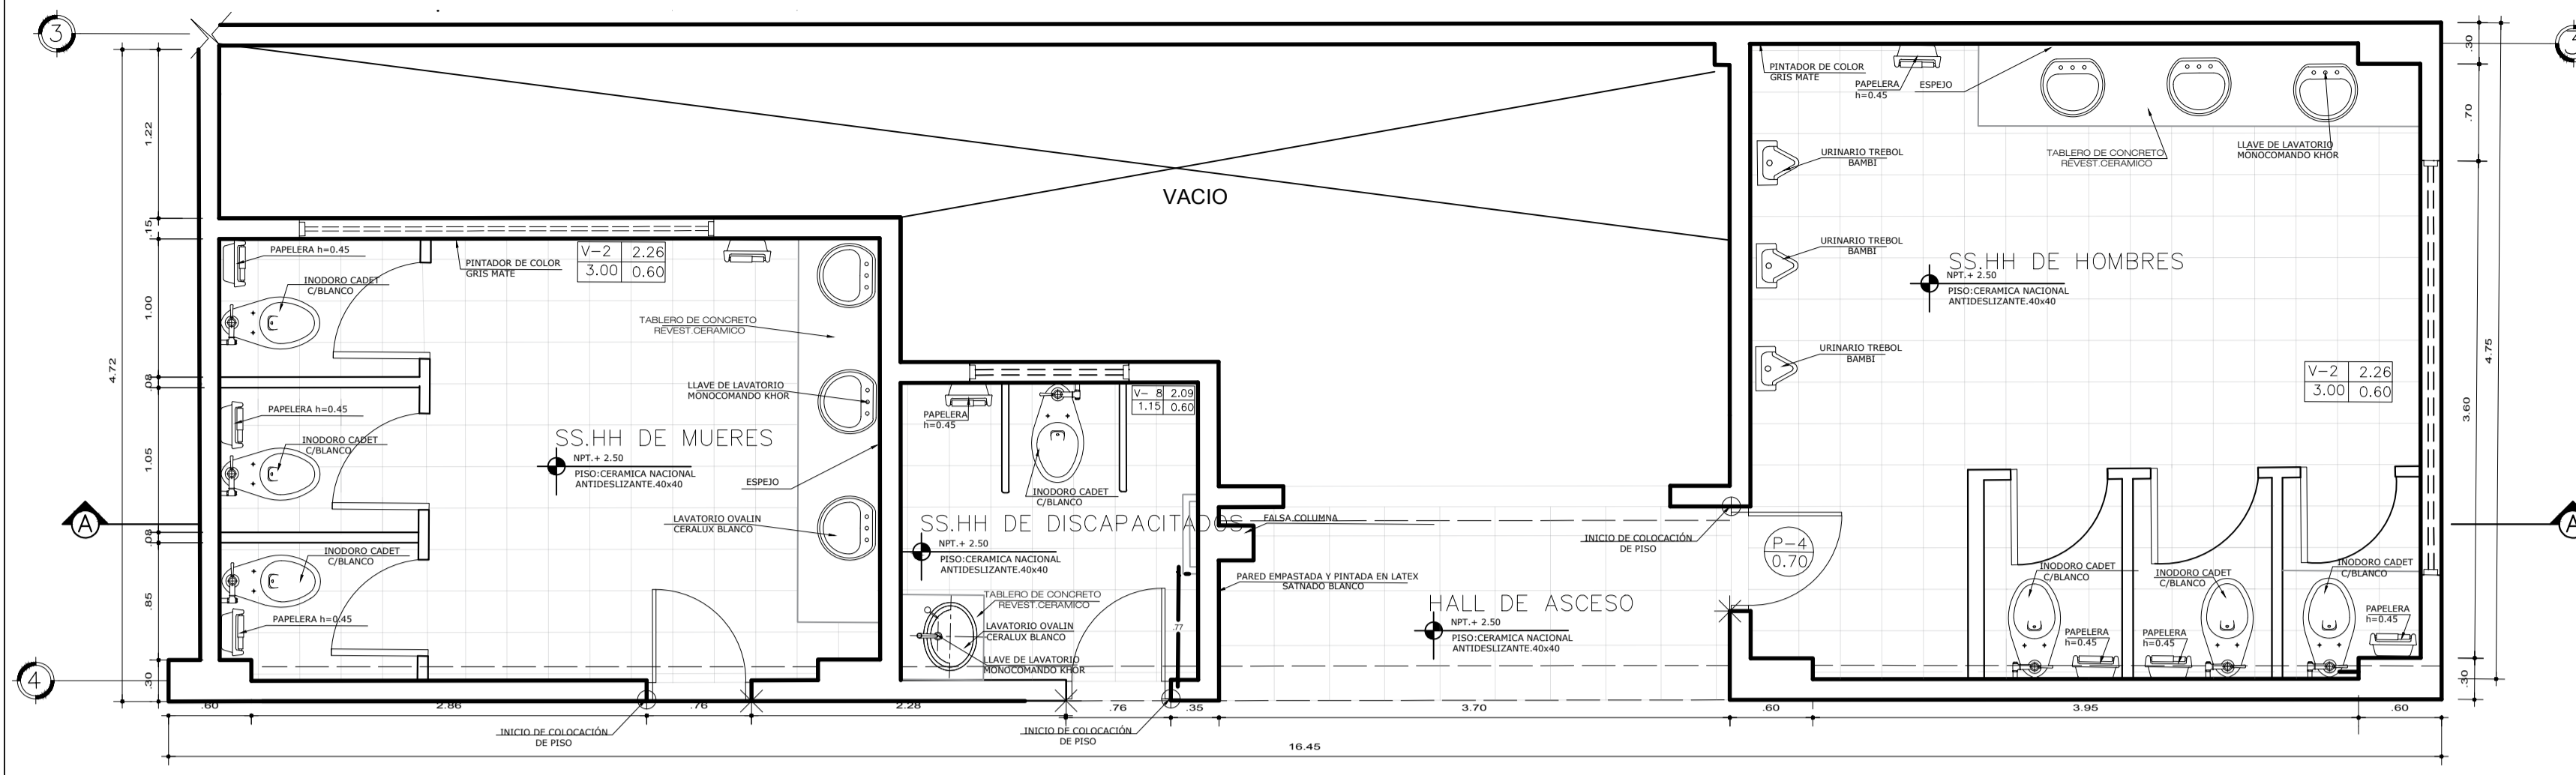 3
PINTADOR DE COLOR
GRIS MATE
PAPELERA
h=0.45
ESPEJO
.30
1.22
VACIO
URINARIO TREBOL
BAMBI
TABLERO DE CONCRETO
REVEST.CERAMICO
LLAVE DE LAVATORIO
MONOCOMANDO KHOR
.70
.15
PAPELERA h=0.45
INODORO CADET
C/BLANCO
PINTADOR DE COLOR
GRIS MATE
V-2 2.26
3.00 0.60
URINARIO TREBOL
BAMBI
SS.HH DE HOMBRES
NPT.+ 2.50
PISO:CERAMICA NACIONAL
ANTIDESLIZANTE.40x40
1.00
TABLERO DE CONCRETO
REVEST.CERAMICO
URINARIO TREBOL
BAMBI
4.72
4.75
V-2 2.26
3.00 0.60
.08
LLAVE DE LAVATORIO
MONOCOMANDO KHOR
V- 8 2.09
1.15 0.60
PAPELERA h=0.45
PAPELERA
h=0.45
3.60
INODORO CADET
C/BLANCO
1.05
SS.HH DE MUERES
NPT.+ 2.50
PISO:CERAMICA NACIONAL
ANTIDESLIZANTE.40x40
ESPEJO
INODORO CADET
C/BLANCO
A
LAVATORIO OVALIN
CERALUX BLANCO
SS.HH DE DISCAPACITADOS
FALSA COLUMNA
A
.08
NPT.+ 2.50
PISO:CERAMICA NACIONAL
ANTIDESLIZANTE.40x40
INICIO DE COLOCACIÓN
DE PISO
P-4
0.70
INODORO CADET
C/BLANCO
PARED EMPASTADA Y PINTADA EN LATEX
SATNADO BLANCO
INODORO CADET
C/BLANCO
INODORO CADET
C/BLANCO
INODORO CADET
C/BLANCO
.85
PAPELERA h=0.45
TABLERO DE CONCRETO
REVEST.CERAMICO
LAVATORIO OVALIN
CERALUX BLANCO
.77
HALL DE ASCESO
NPT.+ 2.50
PISO:CERAMICA NACIONAL
ANTIDESLIZANTE.40x40
PAPELERA
h=0.45
PAPELERA
h=0.45
PAPELERA
h=0.45
LLAVE DE LAVATORIO
MONOCOMANDO KHOR
4
.30
.30
.60
2.86
.76
2.28
.76
.35
3.70
.60
3.95
.60
INICIO DE COLOCACIÓN
DE PISO
INICIO DE COLOCACIÓN
DE PISO
16.45